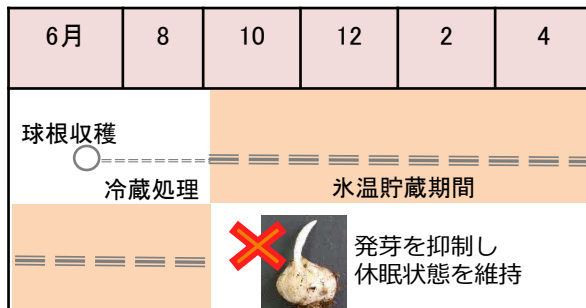 6月 8 10 12 2 4
球根収穫
冷蔵処理 氷温貯蔵期間
発芽を抑制し
休眠状態を維持